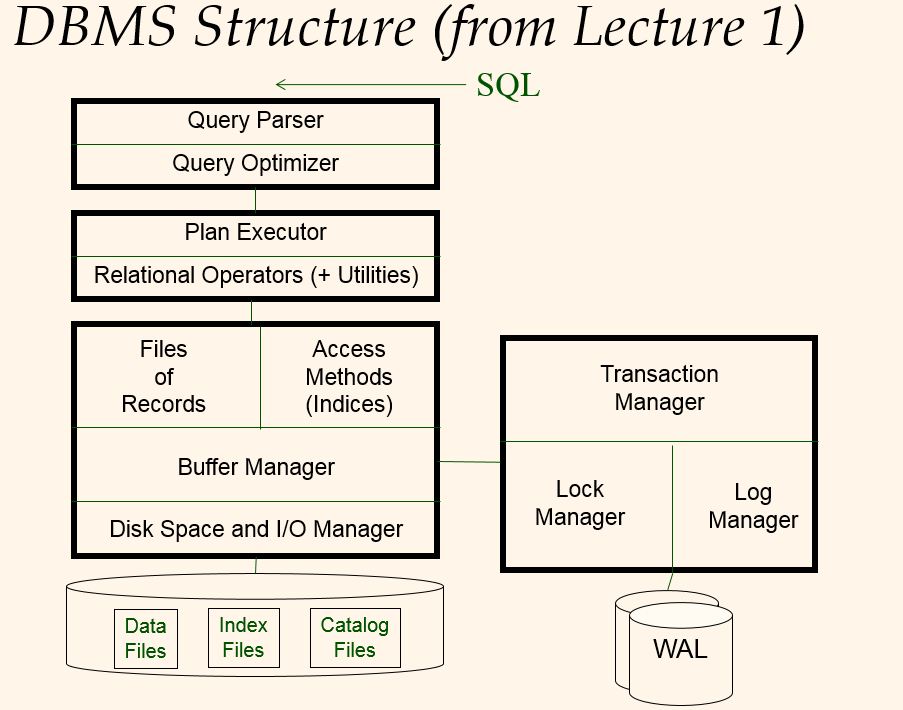 DBMS Structure (from Lecture 1)
SQL
Query Parser
Query Optimizer
Plan Executor
Relational Operators (+ Utilities)
Files
of
Records
Access
Methods
(Indices)
Buffer Manager
Disk Space and I/O Manager
Data
Files
Index
Files
Catalog
Files
Transaction
Manager
Lock
Manager
Log
Manager
WAL